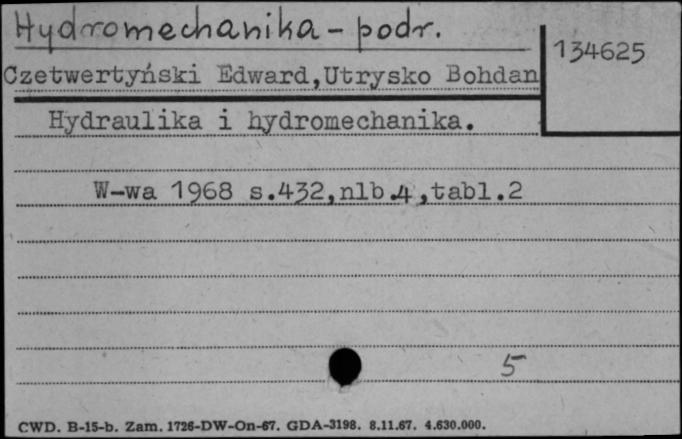 Hydromechanika - podr.
134625
Czetwertyński Edward,Utrysko Bohdan
Hydraulika i hydromechanika.
W-wa 1968 s.432,nlb.4,tabl.2
5
CWD. B-15-b. Zam. 1726-DW-On-67. GDA-3198. 8.11.67. 4.630.000.